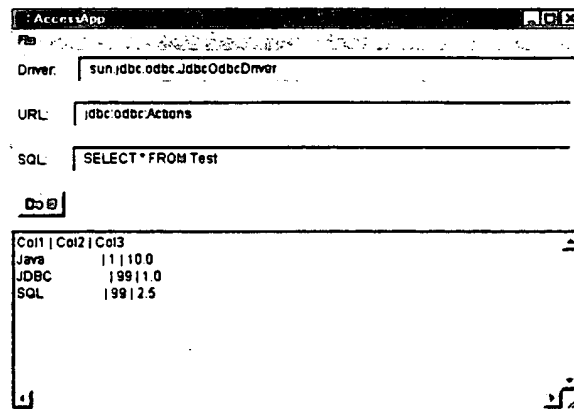 AccessApp
File
Driver: sun.jdbc.odbc.JdbcOdbcDriver
URL: jdbc:odbc:Actions
SQL: SELECT * FROM Test
Col1 | Col2 | Col3
Java | 1 | 10.0
JDBC | 99 | 1.0
SQL | 99 | 2.5